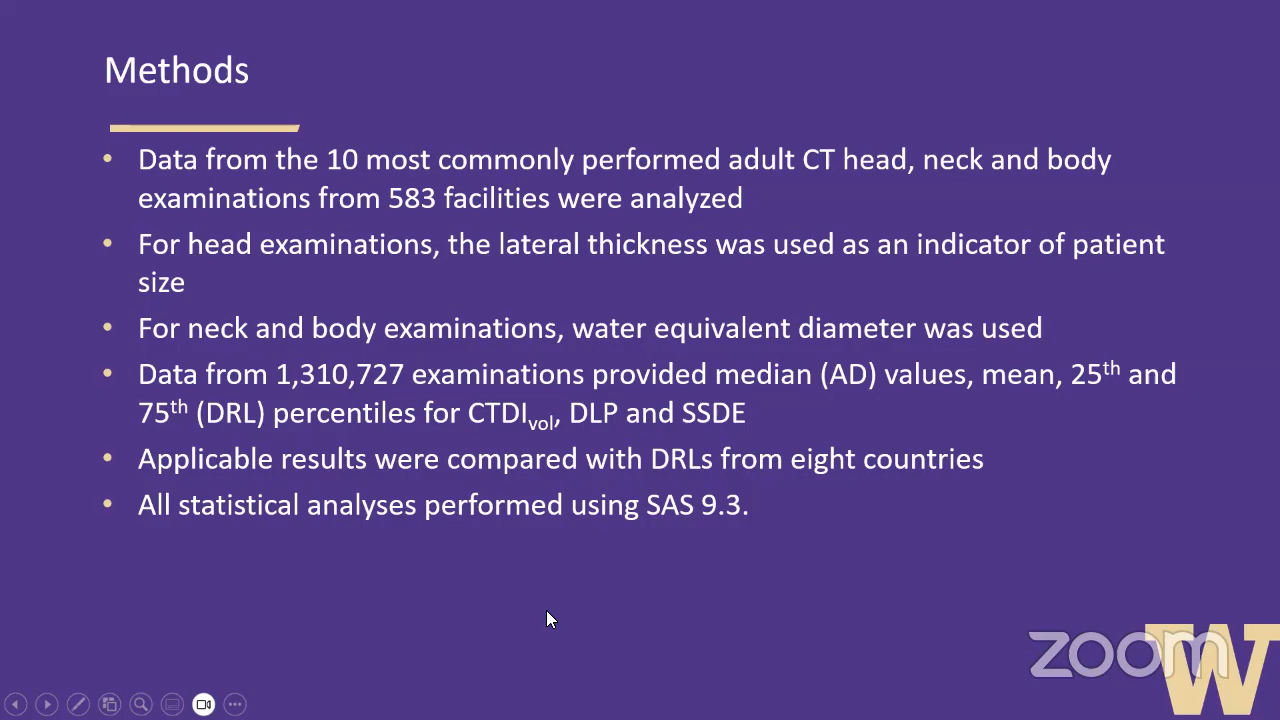 Methods
• Data from the 10 most commonly performed adult CT head, neck and body
examinations from 583 facilities were analyzed
• For head examinations, the lateral thickness was used as an indicator of patient
size
• For neck and body examinations, water equivalent diameter was used
• Data from 1,310,727 examinations provided median (AD) values, mean, 25th and
75th (DRL) percentiles for CTDIvol, DLP and SSDE
• Applicable results were compared with DRLs from eight countries
• All statistical analyses performed using SAS 9.3.
zoom
W